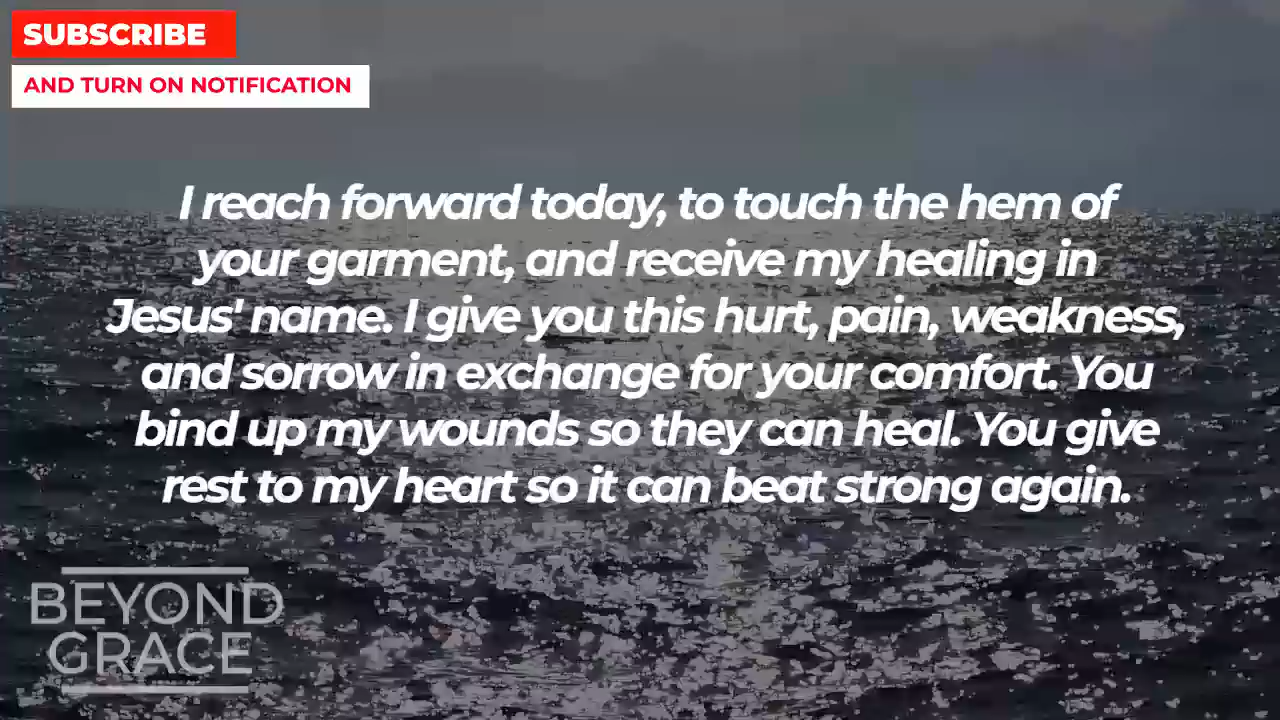 SUBSCRIBE
AND TURN ON NOTIFICATION
I reach forward today, to touch the hem of
your garment, and receive my healing in
Jesus' name. I give you this hurt, pain, weakness,
and sorrow in exchange for your comfort. You
bind up my wounds so they can heal. You give
rest to my heart so it can beat strong again.
BEYOND
GRACE